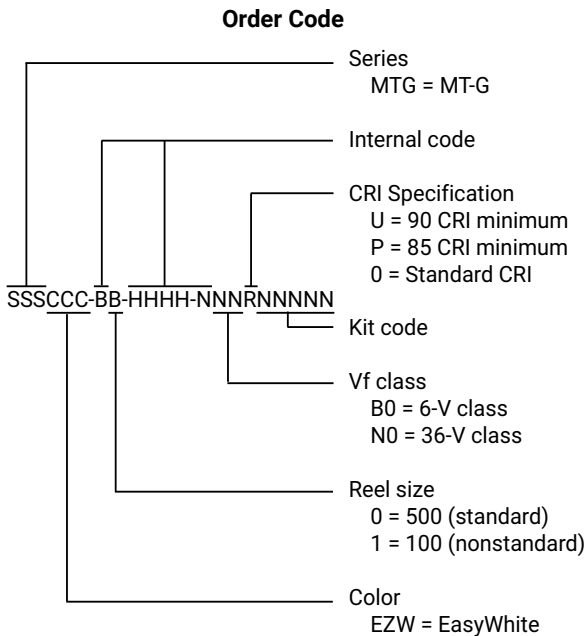 Order Code
Series
MTG = MT-G
Internal code
CRI Specification
U = 90 CRI minimum
P = 85 CRI minimum
0 = Standard CRI
SSSCCC-BB-HHHH-NNNRNNNNN
Kit code
Vf class
B0 = 6-V class
N0 = 36-V class
Reel size
0 = 500 (standard)
1 = 100 (nonstandard)
Color
EZW = EasyWhite